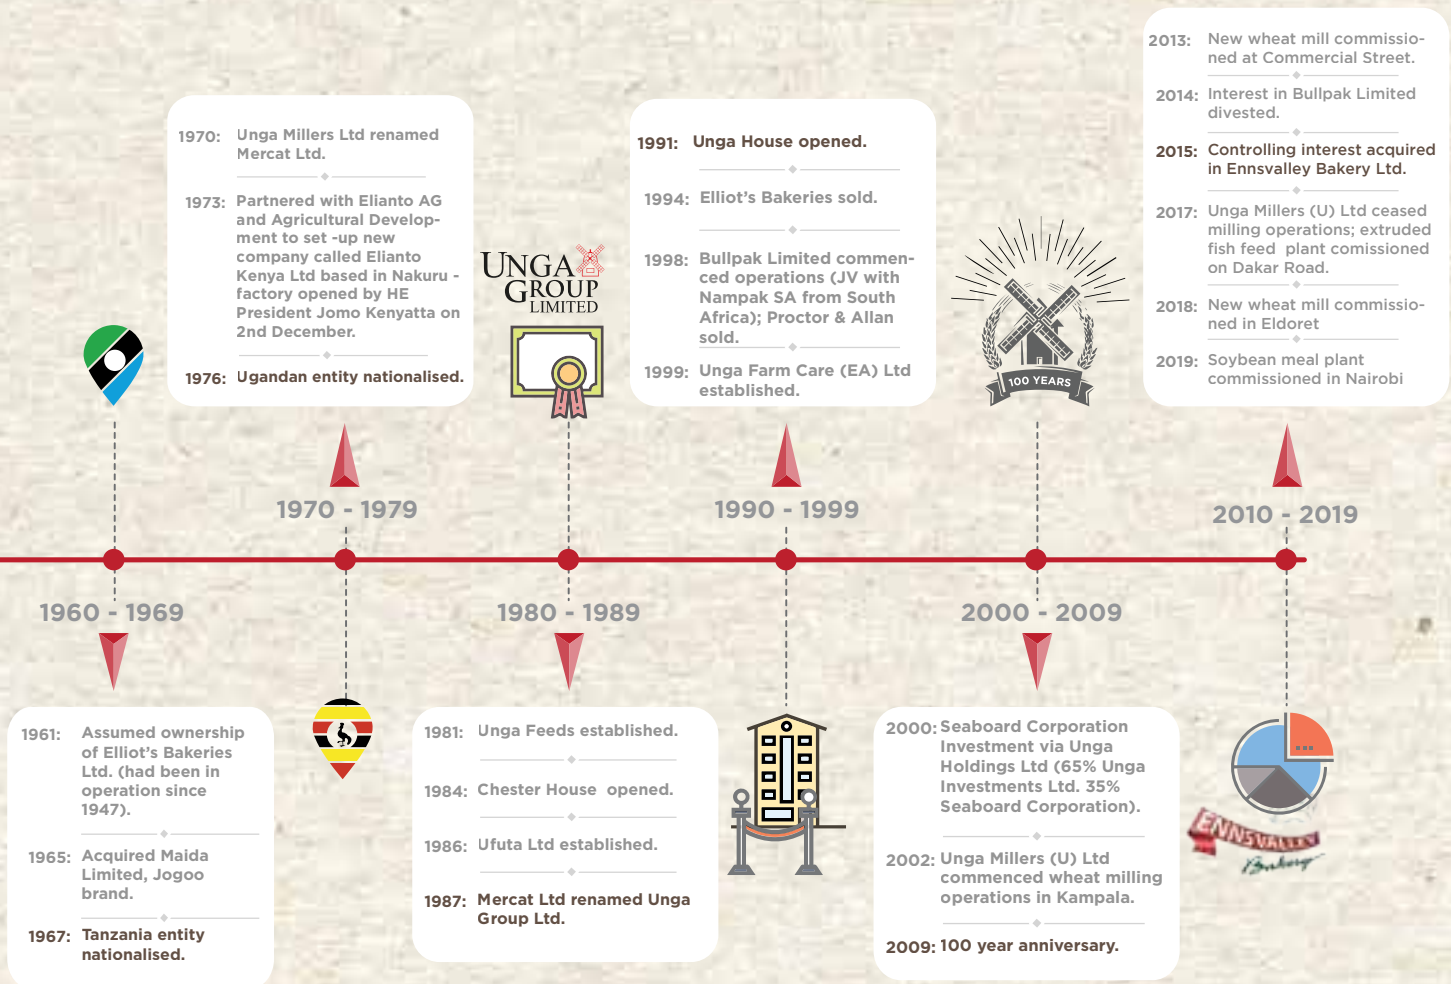 1970: Unga Millers Ltd renamed
Mercat Ltd.
1973: Partnered with Elianto AG
and Agricultural Develop-
ment to set -up new
company called Elianto
Kenya Ltd based in Nakuru -
factory opened by HE
President Jomo Kenyatta on
2nd December.
1976: Ugandan entity nationalised.
UNGA
GROUP
LIMITED
1991: Unga House opened.
1994: Elliot's Bakeries sold.
1998: Bullpak Limited commen-
ced operations (JV with
Nampak SA from South
Africa); Proctor & Allan
sold.
1999: Unga Farm Care (EA) Ltd
established.
100 YEARS
2013: New wheat mill commissio-
ned at Commercial Street.
2014: Interest in Bullpak Limited
divested.
2015: Controlling interest acquired
in Ennsvalley Bakery Ltd.
2017: Unga Millers (U) Ltd ceased
milling operations; extruded
fish feed plant comissioned
on Dakar Road.
2018: New wheat mill commissio-
ned in Eldoret
2019: Soybean meal plant
commissioned in Nairobi
1970 - 1979
1990 - 1999
2010 - 2019
1960 - 1969
1980 - 1989
2000 - 2009
1961: Assumed ownership
of Elliot's Bakeries
Ltd. (had been in
operation since
1947).
1965: Acquired Maida
Limited, Jogoo
brand.
1967: Tanzania entity
nationalised.
1981: Unga Feeds established.
1984: Chester House opened.
1986: Ufuta Ltd established.
1987: Mercat Ltd renamed Unga
Group Ltd.
2000: Seaboard Corporation
Investment via Unga
Holdings Ltd (65% Unga
Investments Ltd. 35%
Seaboard Corporation).
2002: Unga Millers (U) Ltd
commenced wheat milling
operations in Kampala.
2009: 100 year anniversary.
ENNSVALLEY
Bakery